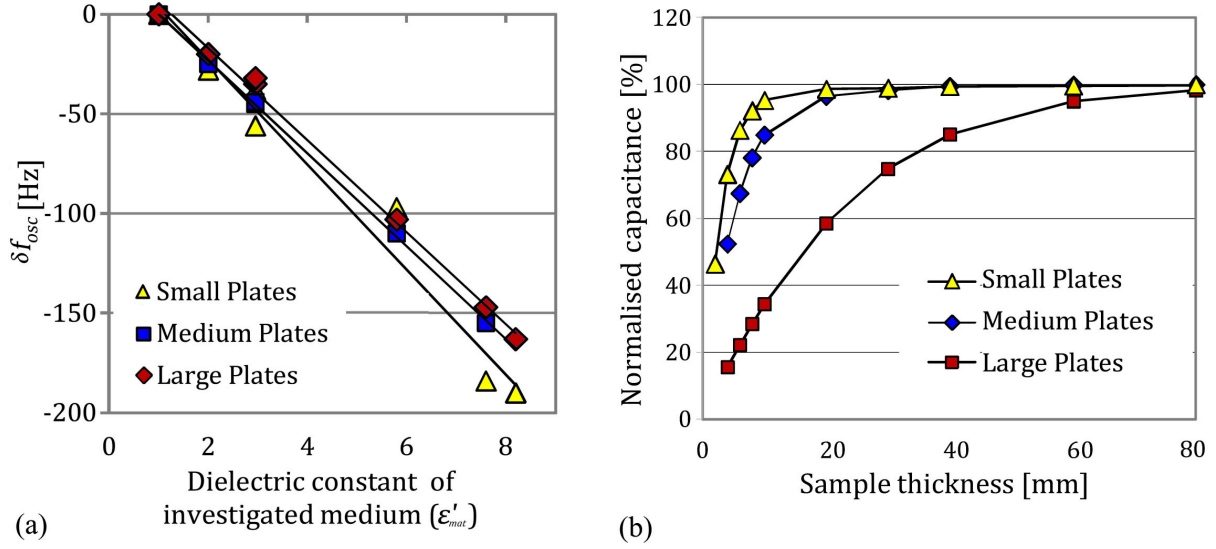 0
-50
-100
-150
-200
δf_osc [Hz]
Small Plates
Medium Plates
Large Plates
0 2 4 6 8
Dielectric constant of
investigated medium (ε'_mat)
(a)
120
100
80
60
40
20
0
Normalised capacitance [%]
Small Plates
Medium Plates
Large Plates
0 20 40 60 80
Sample thickness [mm]
(b)